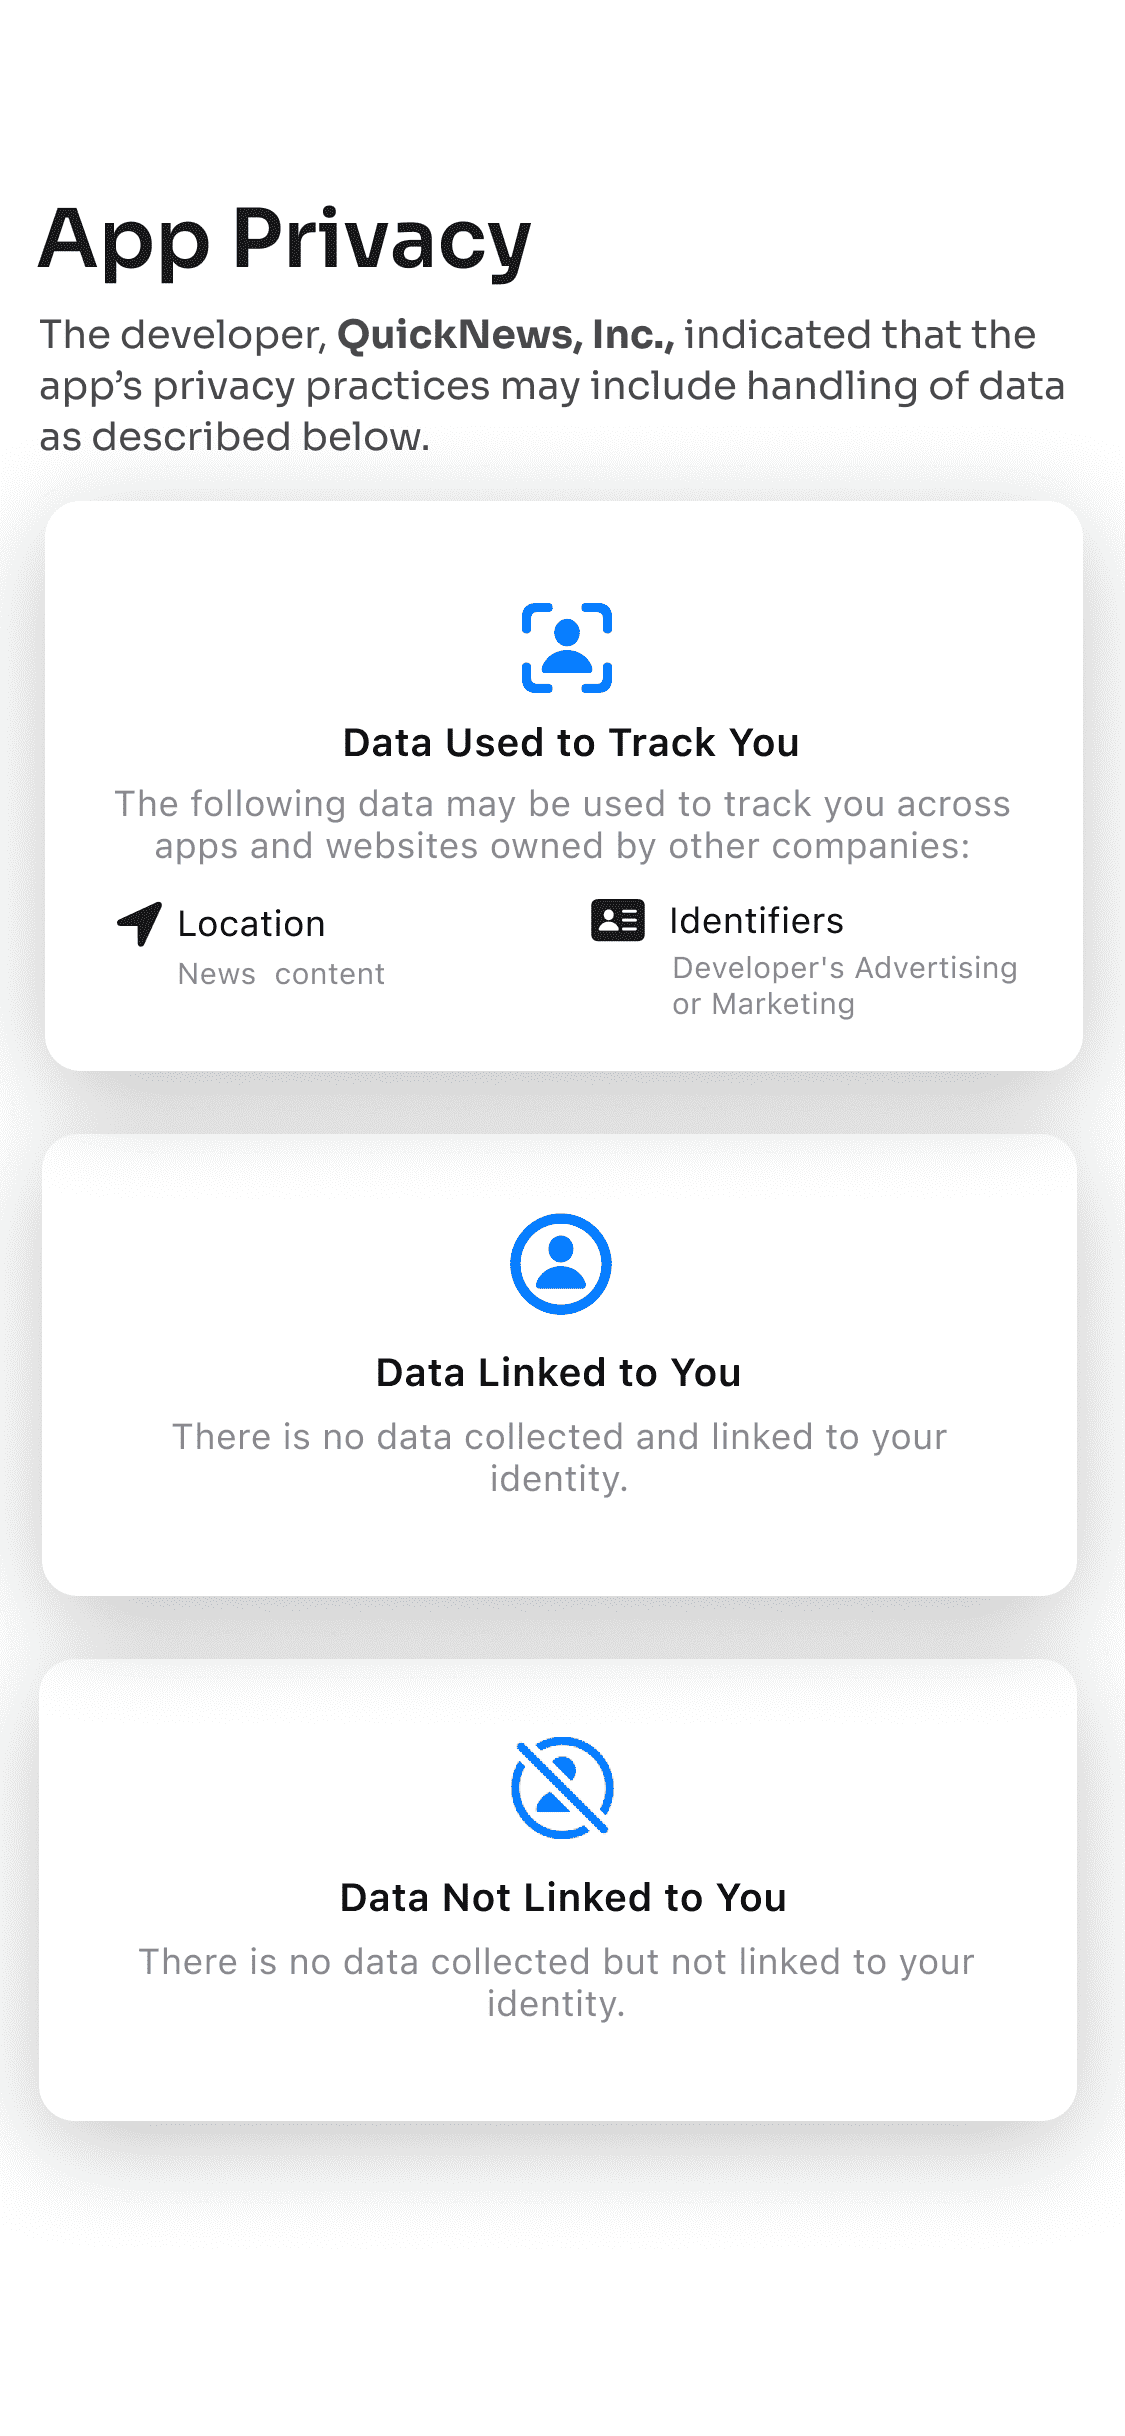 App Privacy
The developer, QuickNews, Inc., indicated that the
app’s privacy practices may include handling of data
as described below.
Data Used to Track You
The following data may be used to track you across
apps and websites owned by other companies:
Location
News content
Identifiers
Developer's Advertising
or Marketing
Data Linked to You
There is no data collected and linked to your
identity.
Data Not Linked to You
There is no data collected but not linked to your
identity.